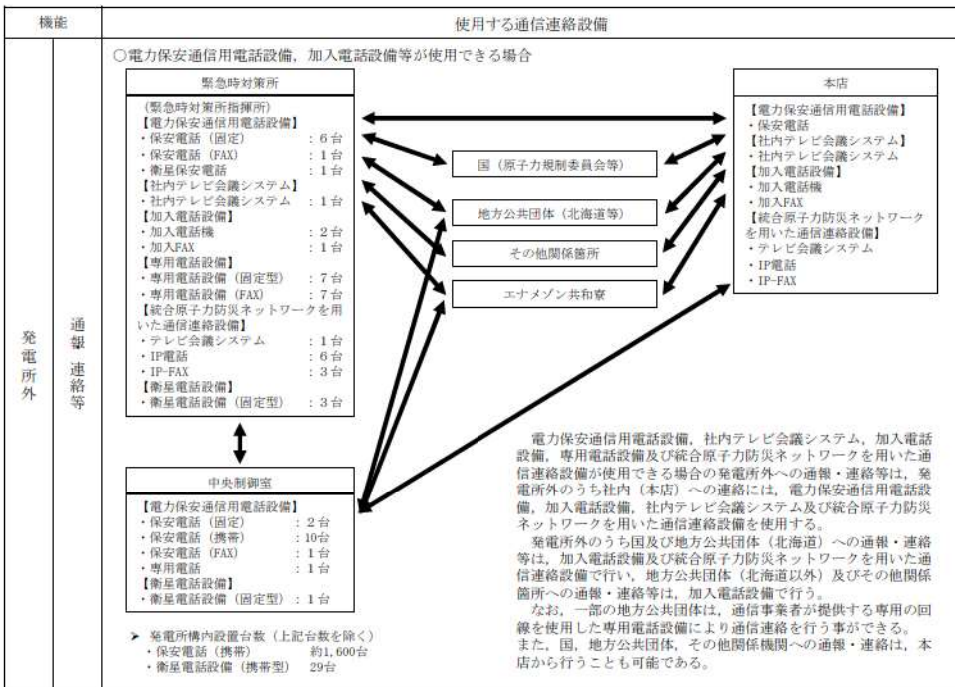 機能
使用する通信連絡設備
発電所外
通報・連絡等
○電力保安通信用電話設備，加入電話設備等が使用できる場合
緊急時対策所
(緊急時対策所指揮所)
【電力保安通信用電話設備】
・保安電話（固定） : 6台
・保安電話（FAX） : 1台
・衛星保安電話 : 1台
【社内テレビ会議システム】
・社内テレビ会議システム : 1台
【加入電話設備】
・加入電話機 : 2台
・加入FAX : 1台
【専用電話設備】
・専用電話設備（固定型） : 7台
・専用電話設備（FAX） : 7台
【統合原子力防災ネットワークを用
いた通信連絡設備】
・テレビ会議システム : 1台
・IP電話 : 6台
・IP-FAX : 3台
【衛星電話設備】
・衛星電話設備（固定型） : 3台
国（原子力規制委員会等）
地方公共団体（北海道等）
その他関係箇所
エナメゾン共和寮
本店
【電力保安通信用電話設備】
・保安電話
【社内テレビ会議システム】
・社内テレビ会議システム
【加入電話設備】
・加入電話機
・加入FAX
【統合原子力防災ネットワーク
を用いた通信連絡設備】
・テレビ会議システム
・IP電話
・IP-FAX
中央制御室
【電力保安通信用電話設備】
・保安電話（固定） : 2台
・保安電話（携帯） : 10台
・保安電話（FAX） : 1台
・専用電話 : 1台
【衛星電話設備】
・衛星電話設備（固定型） : 1台
➤ 発電所構内設置台数（上記台数を除く）
・保安電話（携帯） 約1,600台
・衛星電話設備（携帯型） 29台
電力保安通信用電話設備，社内テレビ会議システム，加入電話
設備，専用電話設備及び統合原子力防災ネットワークを用いた通
信連絡設備が使用できる場合の発電所外への通報・連絡等は，発
電所外のうち社内（本店）への連絡には，電力保安通信用電話設
備，加入電話設備，社内テレビ会議システム及び統合原子力防災
ネットワークを用いた通信連絡設備を使用する。
発電所外のうち国及び地方公共団体（北海道）への通報・連絡
等は，加入電話設備及び統合原子力防災ネットワークを用いた通
信連絡設備で行い，地方公共団体（北海道以外）及びその他関係
箇所への通報・連絡等は，加入電話設備で行う。
なお，一部の地方公共団体は，通信事業者が提供する専用の回
線を使用した専用電話設備により通信連絡を行う事ができる。
また，国，地方公共団体，その他関係機関への通報・連絡は，本
店から行うことも可能である。